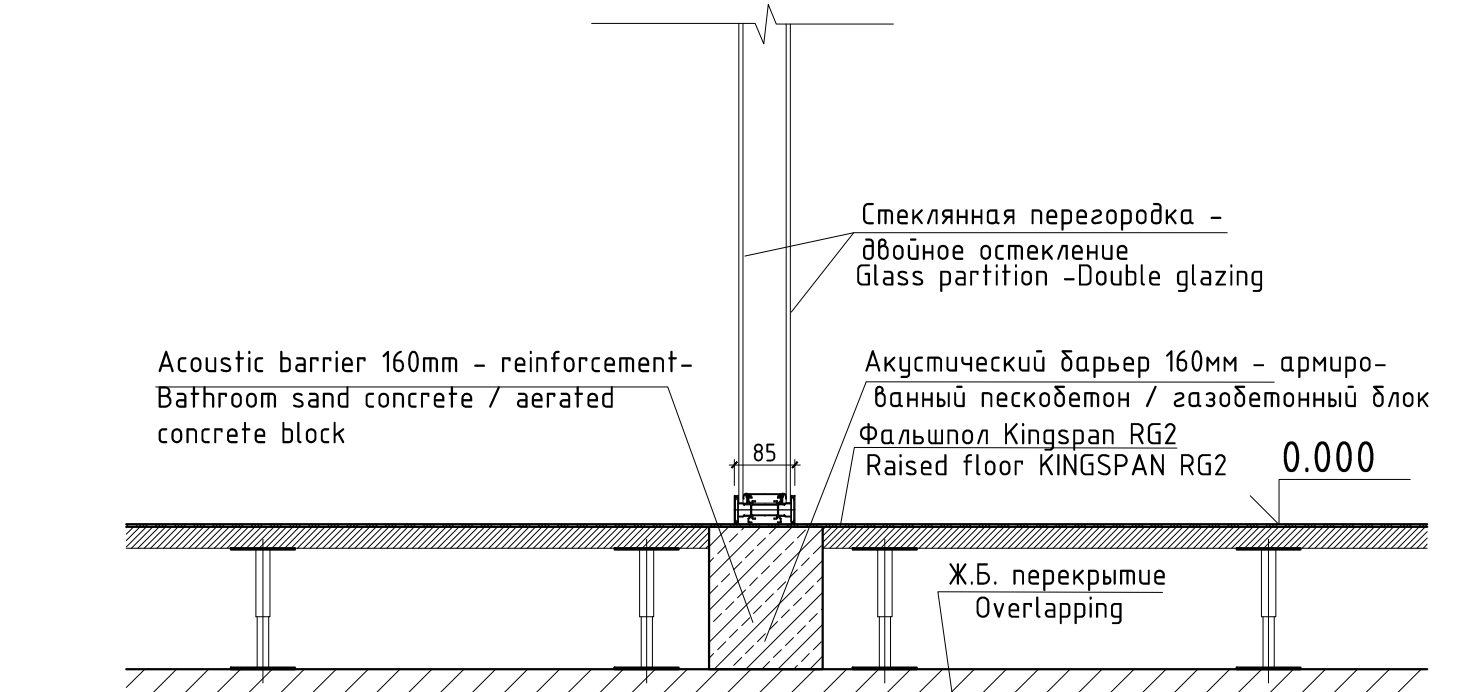 Стеклянная перегородка -
двойное остекление
Glass partition -Double glazing
Acoustic barrier 160mm - reinforcement-
Bathroom sand concrete / aerated
concrete block
Акустический барьер 160мм - армиро-
ванный пескобетон / газобетонный блок
Фальшпол Kingspan RG2
Raised floor KINGSPAN RG2
85
0.000
Ж.Б. перекрытие
Overlapping